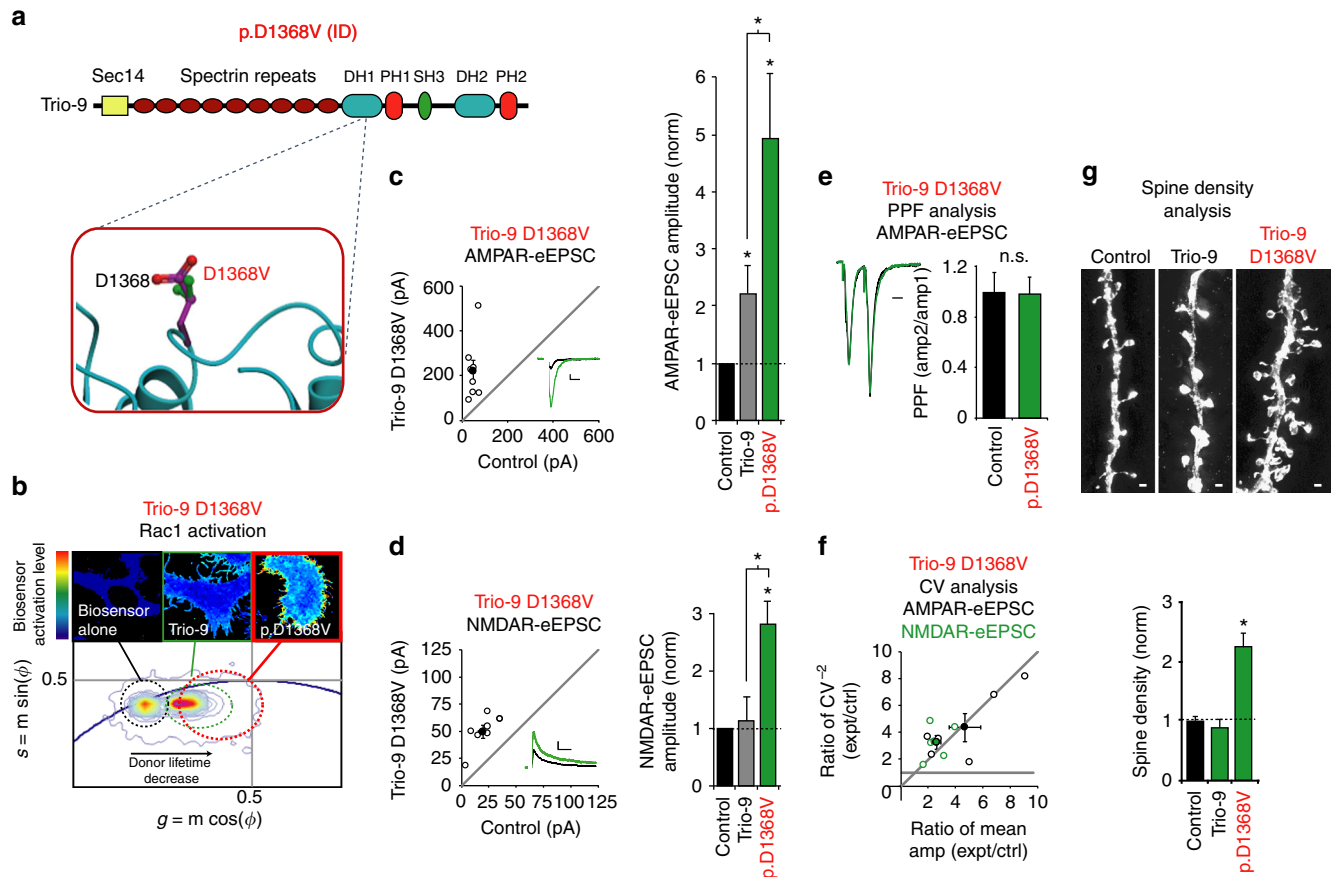 a
p.D1368V (ID)
Sec14
Spectrin repeats
DH1
PH1
SH3
DH2
PH2
Trio-9
D1368
D1368V
b
Trio-9 D1368V
Rac1 activation
Biosensor
activation level
Biosensor
alone
Trio-9
p,D1368V
s = m sin(ϕ)
0.5
Donor lifetime
decrease
0.5
g = m cos(ϕ)
c
Trio-9 D1368V
AMPAR-eEPSC
Trio-9 D1368V (pA)
600
400
200
0
0
200
400
600
Control (pA)
AMPAR-eEPSC amplitude (norm)
6
5
4
3
2
1
0
*
*
*
Control
Trio-9
p.D1368V
d
Trio-9 D1368V
NMDAR-eEPSC
Trio-9 D1368V (pA)
125
100
75
50
25
0
0
25
50
75
100
125
Control (pA)
NMDAR-eEPSC
amplitude (norm)
3
2
1
0
*
*
Control
Trio-9
p.D1368V
e
Trio-9 D1368V
PPF analysis
AMPAR-eEPSC
n.s.
PPF (amp2/amp1)
1.2
0.9
0.6
0.3
0
Control
p.D1368V
f
Trio-9 D1368V
CV analysis
AMPAR-eEPSC
NMDAR-eEPSC
Ratio of CV⁻²
(expt/ctrl)
10
8
6
4
2
0
2
4
6
8
10
Ratio of mean
amp (expt/ctrl)
g
Spine density
analysis
Control
Trio-9
Trio-9
D1368V
Spine density (norm)
3
2
1
0
*
Control
Trio-9
p.D1368V